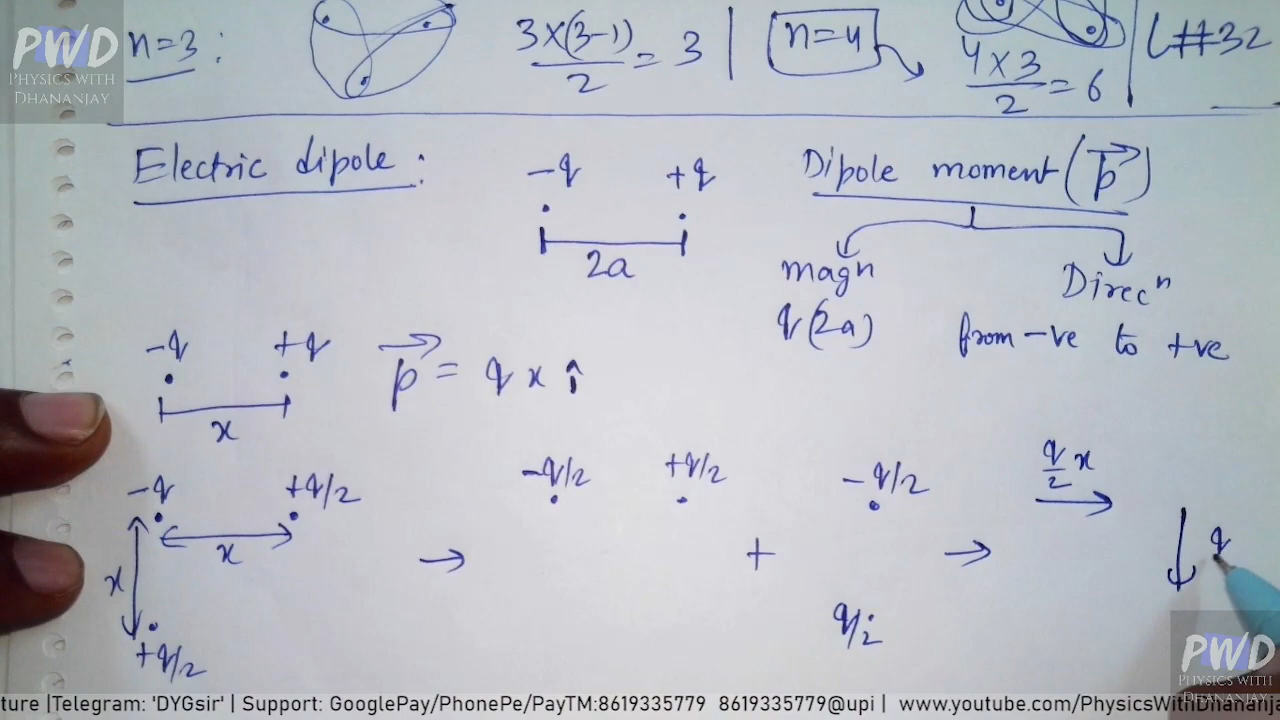 PWD
PHYSICS WITH
DHANANJAY
n=3 :
3×(3-1)/2 = 3
n=4
4×3/2 = 6
L#32
Electric dipole :
-q +q
2a
Dipole moment (p⃗)
magⁿ
q(2a)
Direcⁿ
from -ve to +ve
-q +q
x
p⃗ = q x î
-q +q/2
x
x
+q/2
→
-q/2 +q/2
+
-q/2
q/2
→
q/2 x
q
PWD
PHYSICS WITH
DHANANJAY
ture |Telegram: 'DYGsir' | Support: GooglePay/PhonePe/PayTM:8619335779 8619335779@upi | www.youtube.com/PhysicsWithDhananja